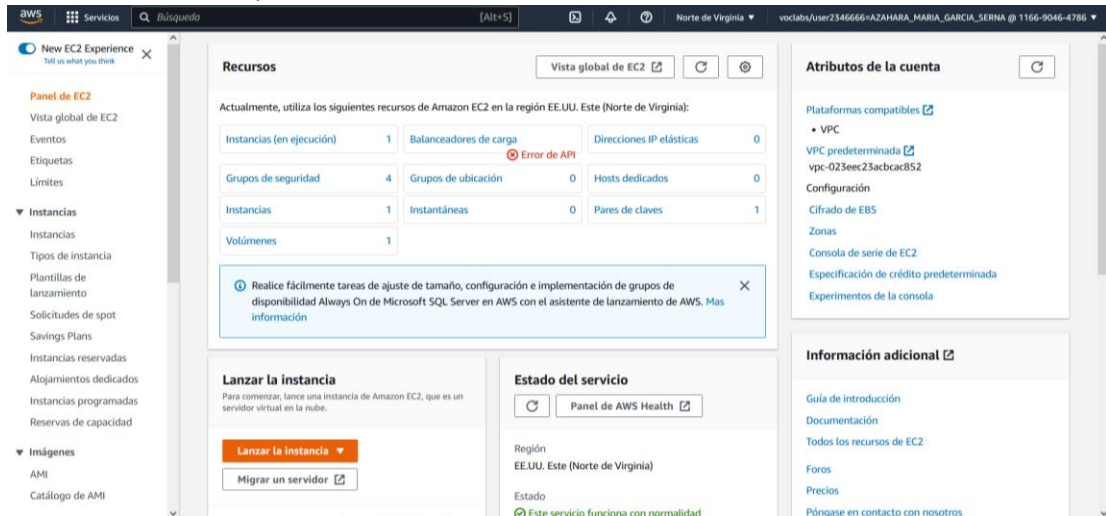 aws
Servicios
Búsqueda
[Alt+S]
Norte de Virginia ▼
voclabs/user2346666=AZAHARA_MARIA_GARCIA_SERNA @ 1166-9046-4786 ▼
New EC2 Experience
Tell us what you think
Panel de EC2
Vista global de EC2
Eventos
Etiquetas
Límites
▼ Instancias
Instancias
Tipos de instancia
Plantillas de
lanzamiento
Solicitudes de spot
Savings Plans
Instancias reservadas
Alojamientos dedicados
Instancias programadas
Reservas de capacidad
▼ Imágenes
AMI
Catálogo de AMI
Recursos
Vista global de EC2
Actualmente, utiliza los siguientes recursos de Amazon EC2 en la región EE.UU. Este (Norte de Virginia):
Instancias (en ejecución) 1
Balanceadores de carga
Error de API
Direcciones IP elásticas 0
Grupos de seguridad 4
Grupos de ubicación 0
Hosts dedicados 0
Instancias 1
Instantáneas 0
Pares de claves 1
Volúmenes 1
Realice fácilmente tareas de ajuste de tamaño, configuración e implementación de grupos de
disponibilidad Always On de Microsoft SQL Server en AWS con el asistente de lanzamiento de AWS. Mas
información
Lanzar la instancia
Para comenzar, lance una instancia de Amazon EC2, que es un
servidor virtual en la nube.
Lanzar la instancia ▼
Migrar un servidor
Estado del servicio
Panel de AWS Health
Región
EE.UU. Este (Norte de Virginia)
Estado
Este servicio funciona con normalidad
Atributos de la cuenta
Plataformas compatibles
• VPC
VPC predeterminada
vpc-023eec23acbcac852
Configuración
Cifrado de EBS
Zonas
Consola de serie de EC2
Especificación de crédito predeterminada
Experimentos de la consola
Información adicional
Guía de introducción
Documentación
Todos los recursos de EC2
Foros
Precios
Póngase en contacto con nosotros